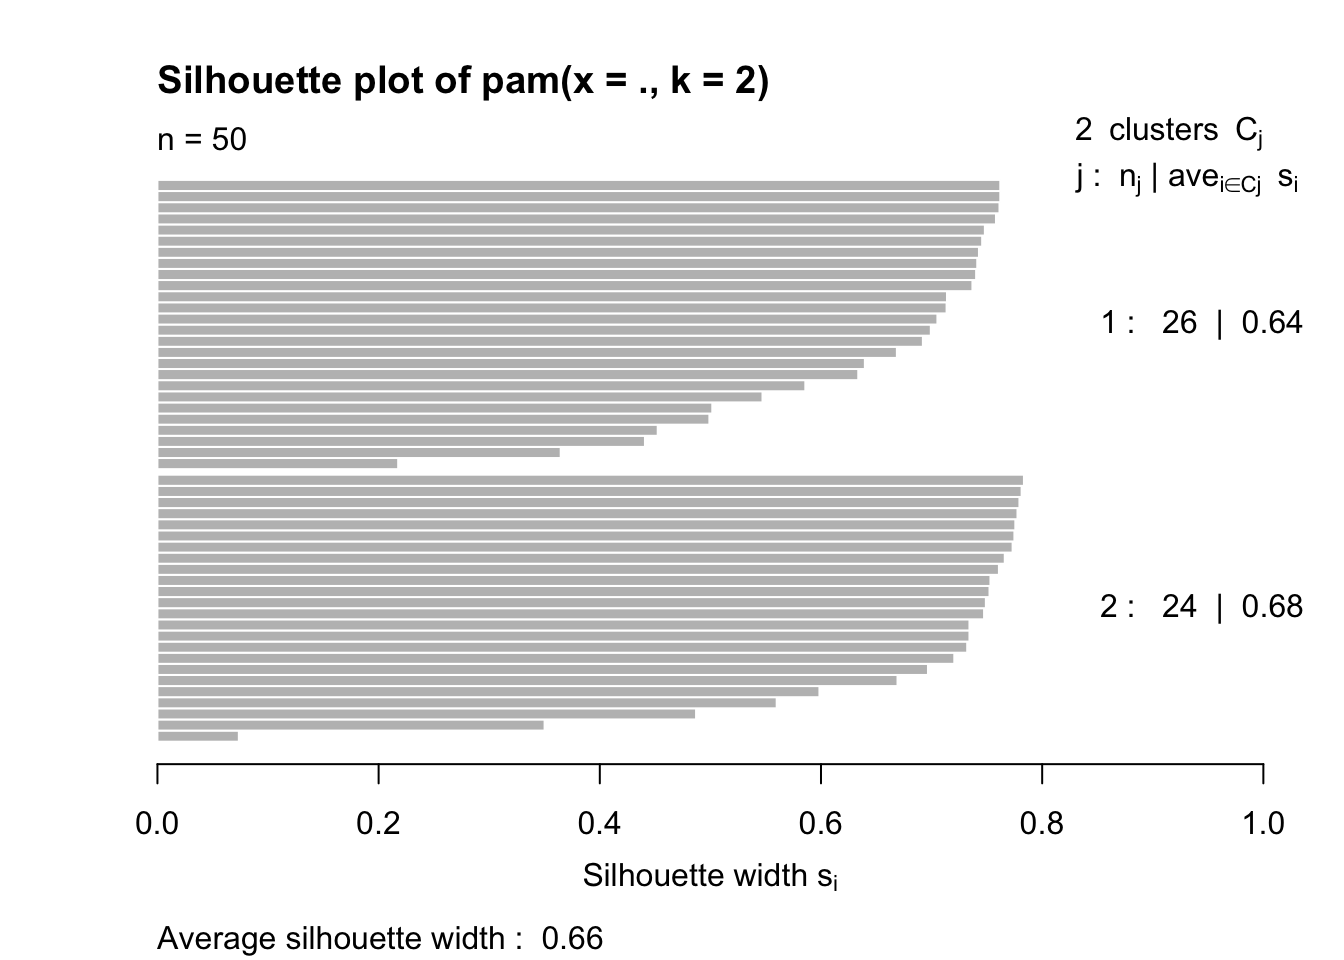 Silhouette plot of pam(x = ., k = 2)
n = 50
2 clusters Cj
j : nj | avei∈Cj si
1 : 26 | 0.64
2 : 24 | 0.68
0.0 0.2 0.4 0.6 0.8 1.0
Silhouette width si
Average silhouette width : 0.66